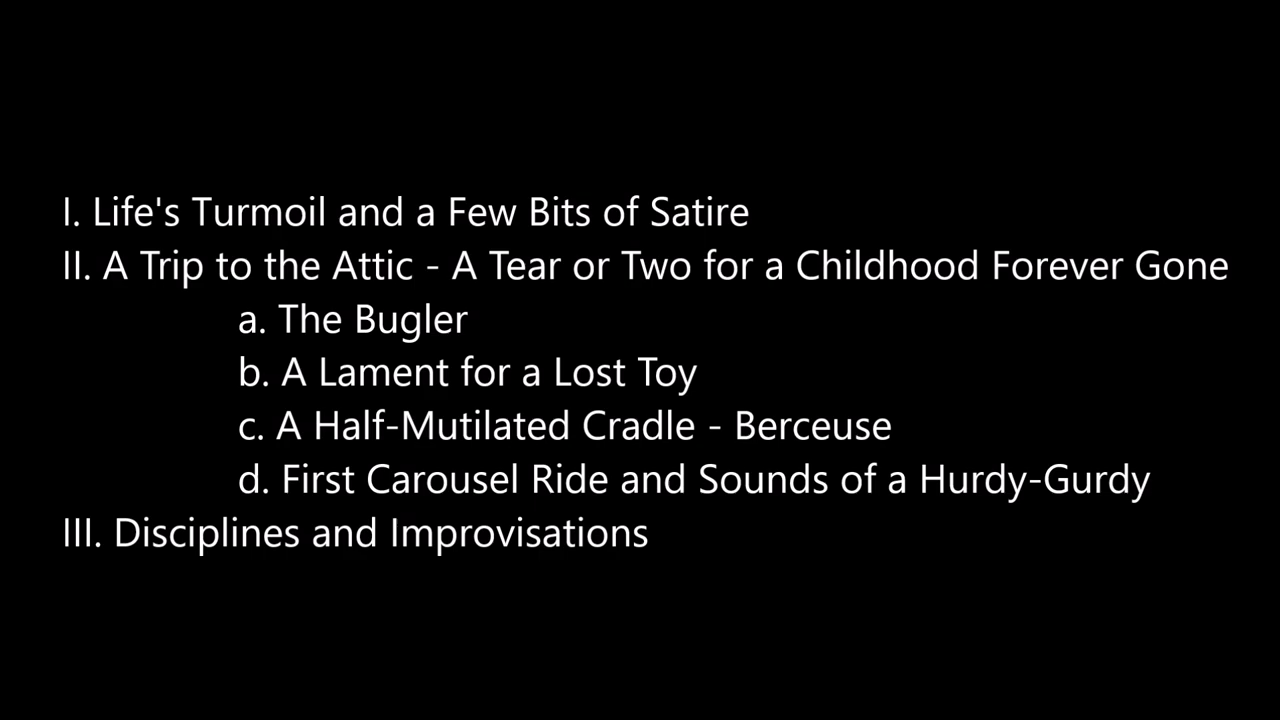 I. Life's Turmoil and a Few Bits of Satire
II. A Trip to the Attic - A Tear or Two for a Childhood Forever Gone
a. The Bugler
b. A Lament for a Lost Toy
c. A Half-Mutilated Cradle - Berceuse
d. First Carousel Ride and Sounds of a Hurdy-Gurdy
III. Disciplines and Improvisations